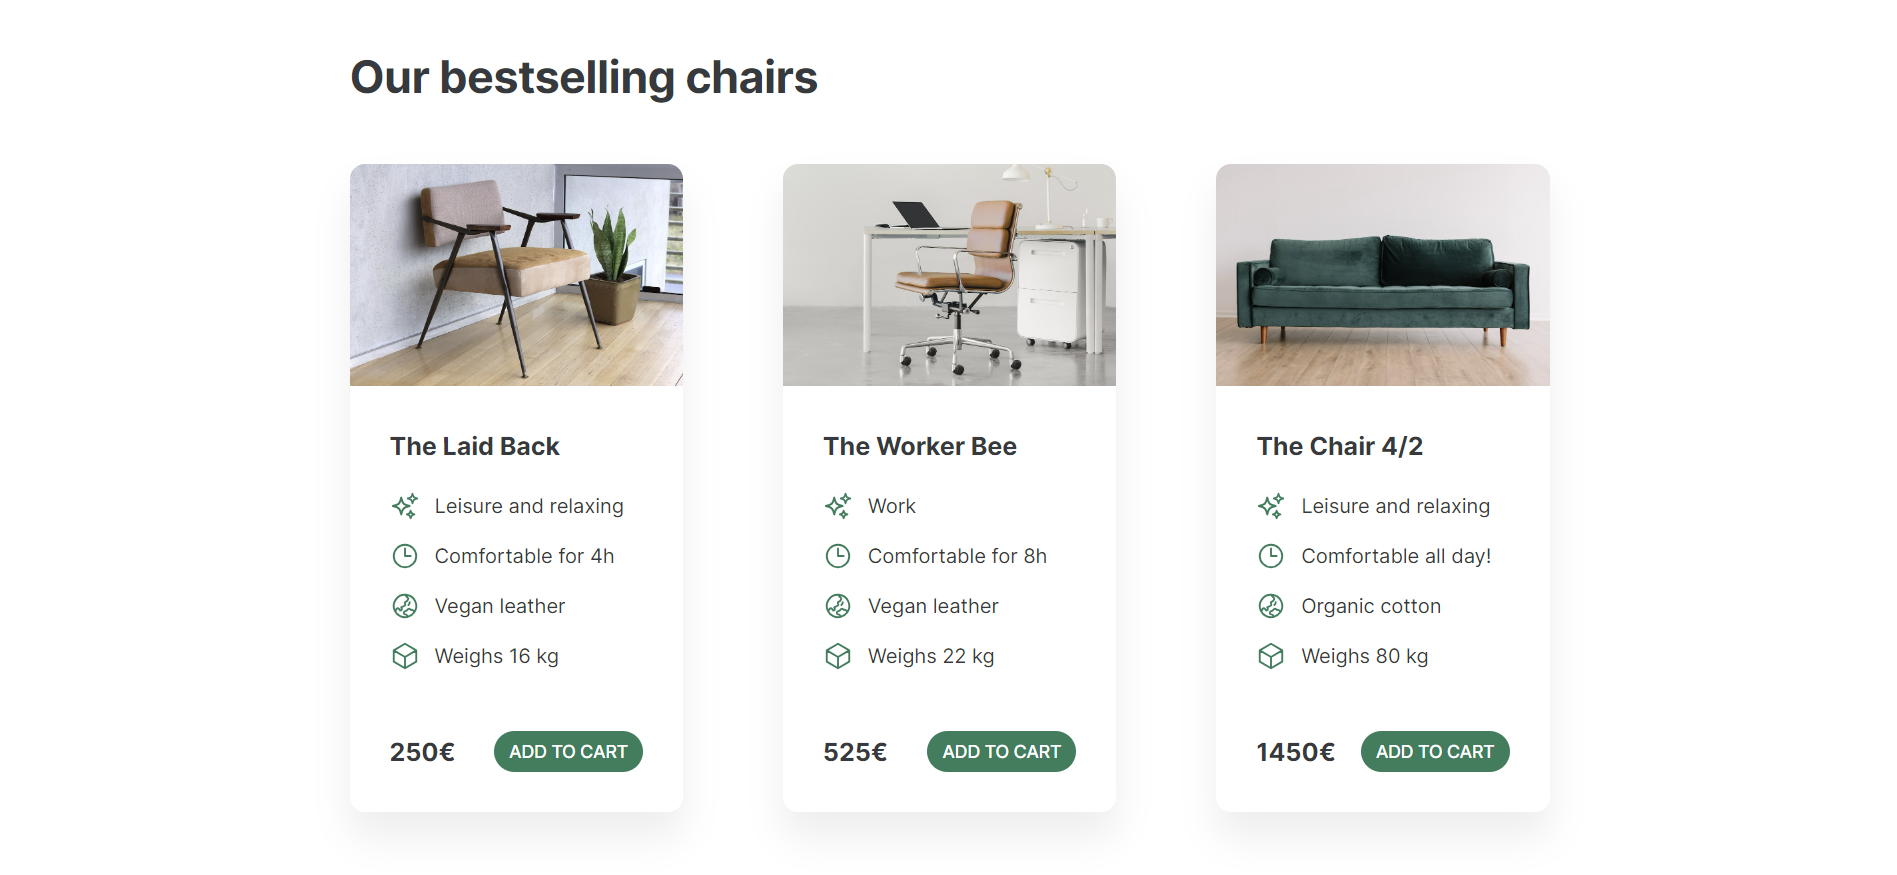 Our bestselling chairs
The Laid Back
Leisure and relaxing
Comfortable for 4h
Vegan leather
Weighs 16 kg
250€
ADD TO CART
The Worker Bee
Work
Comfortable for 8h
Vegan leather
Weighs 22 kg
525€
ADD TO CART
The Chair 4/2
Leisure and relaxing
Comfortable all day!
Organic cotton
Weighs 80 kg
1450€
ADD TO CART